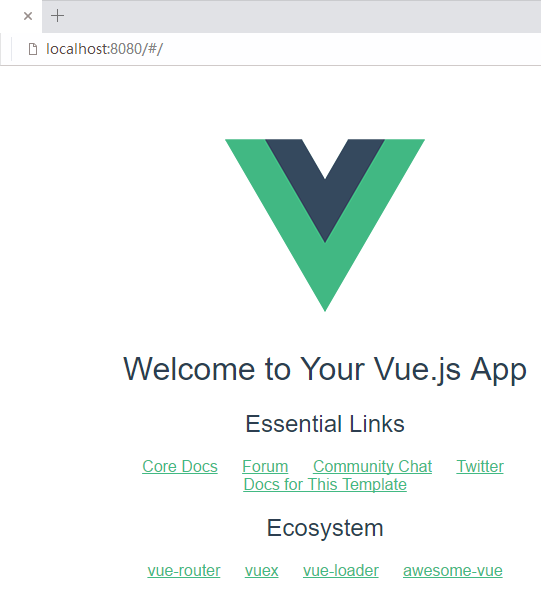 localhost:8080/#/
Welcome to Your Vue.js App
Essential Links
Core Docs Forum Community Chat Twitter
Docs for This Template
Ecosystem
vue-router vuex vue-loader awesome-vue